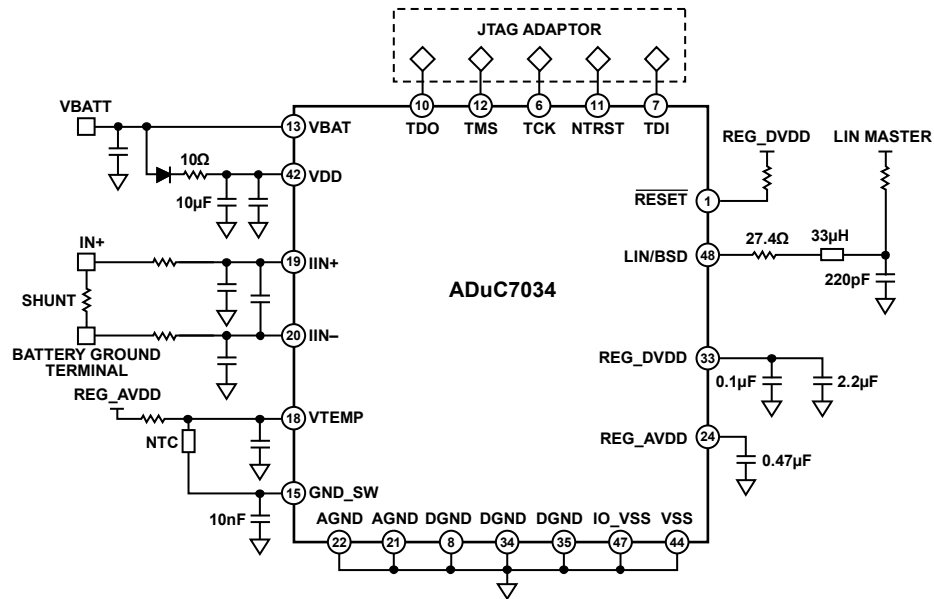 JTAG ADAPTOR
10 12 6 11 7
TDO TMS TCK NTRST TDI
VBATT
13 VBAT
10Ω
42 VDD
10µF
REG_DVDD
LIN MASTER
RESET 1
27.4Ω 33µH
LIN/BSD 48
220pF
IN+
19 IIN+
SHUNT
ADuC7034
20 IIN–
BATTERY GROUND
TERMINAL
REG_DVDD 33
0.1µF 2.2µF
REG_AVDD
18 VTEMP
NTC
REG_AVDD 24
0.47µF
15 GND_SW
10nF
AGND AGND DGND DGND DGND IO_VSS VSS
22 21 8 34 35 47 44